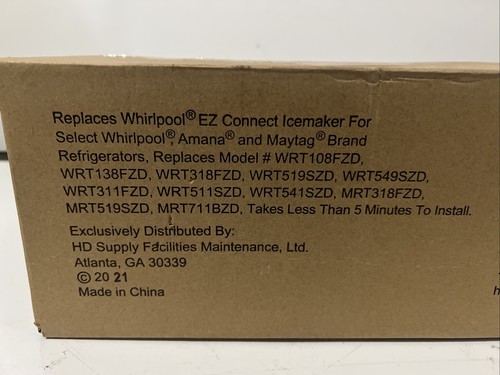 Replaces Whirlpool® EZ Connect Icemaker For
Select Whirlpool®, Amana® and Maytag® Brand
Refrigerators, Replaces Model # WRT108FZD,
WRT138FZD, WRT318FZD, WRT519SZD, WRT549SZD,
WRT311FZD, WRT511SZD, WRT541SZD, MRT318FZD,
MRT519SZD, MRT711BZD, Takes Less Than 5 Minutes To Install.
Exclusively Distributed By:
HD Supply Facilities Maintenance, Ltd.
Atlanta, GA 30339
© 20 21
Made in China